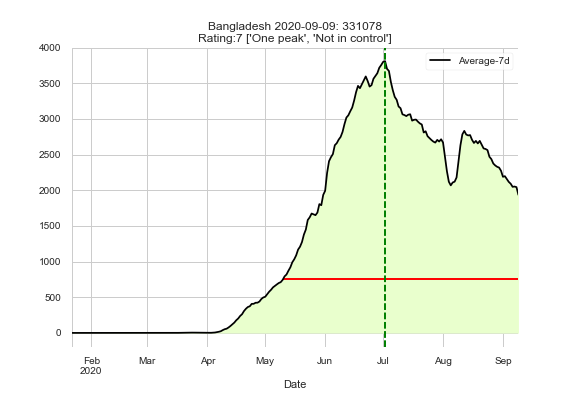 Bangladesh 2020-09-09: 331078
Rating:7 ['One peak', 'Not in control']
Average-7d
4000
3500
3000
2500
2000
1500
1000
500
0
Feb Mar Apr May Jun Jul Aug Sep
2020
Date